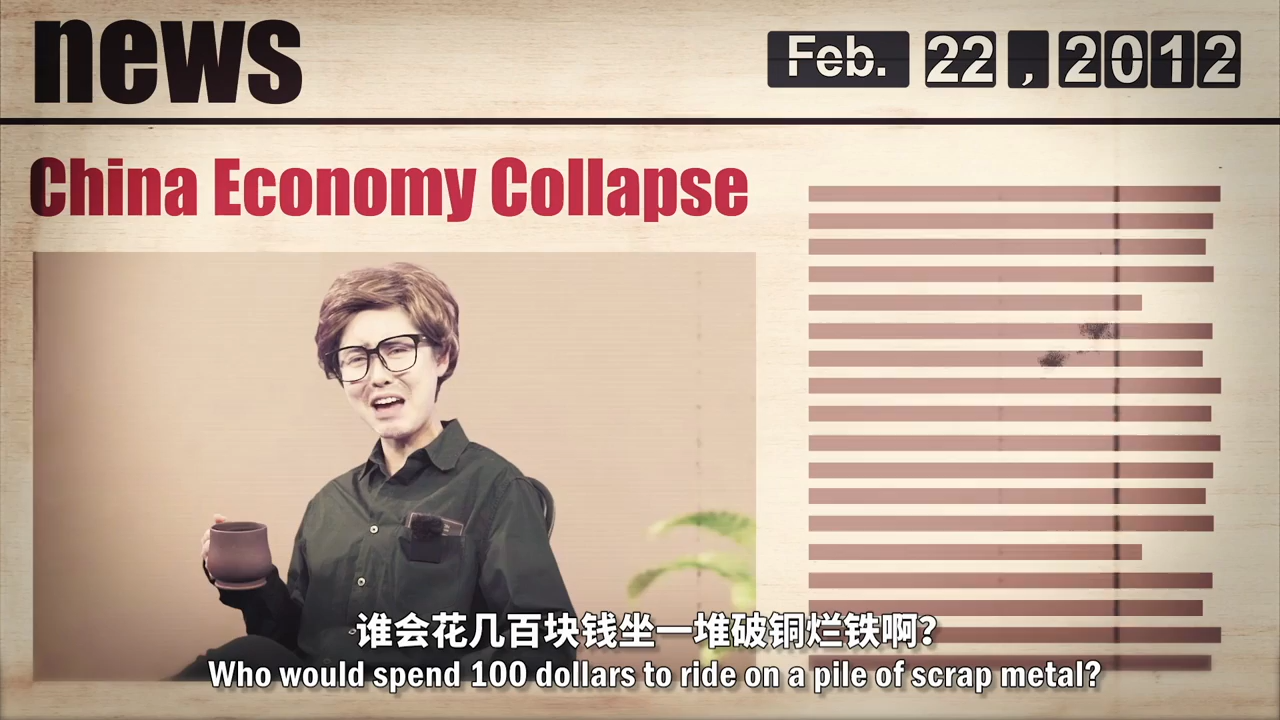 news
Feb. 22, 2012
China Economy Collapse
谁会花几百块钱坐一堆破铜烂铁啊？
Who would spend 100 dollars to ride on a pile of scrap metal?